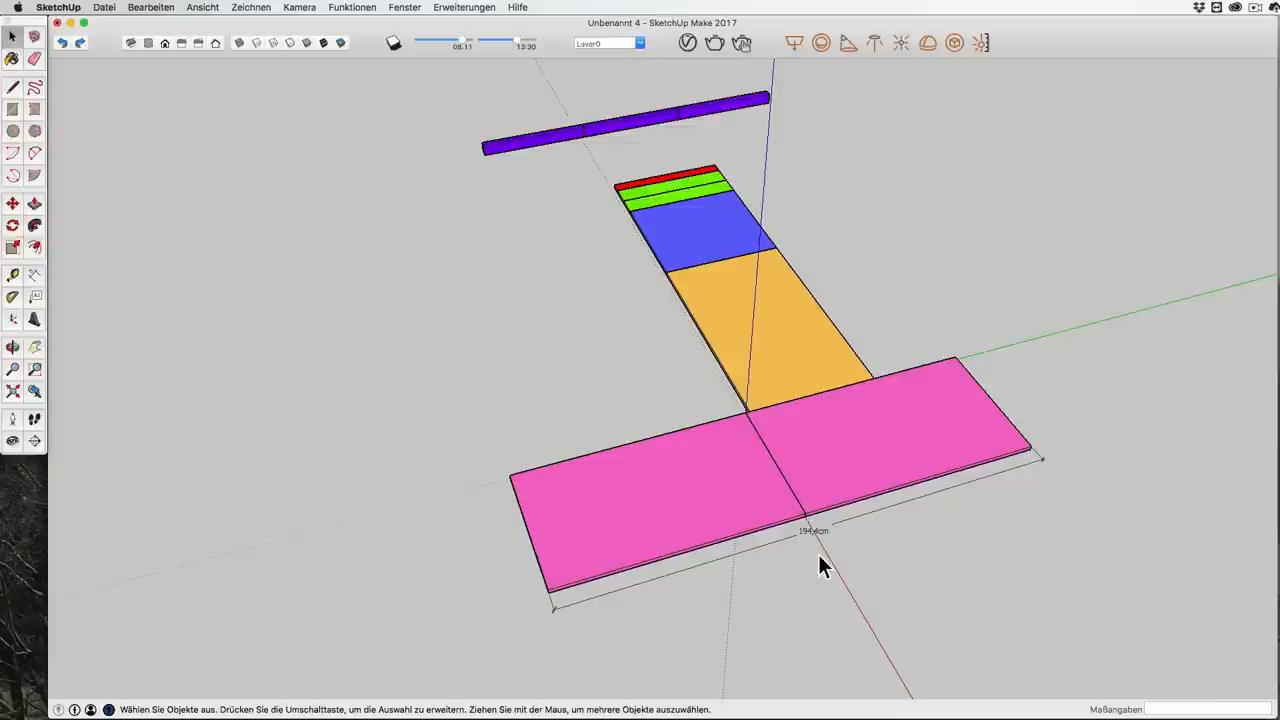 SketchUp Datei Bearbeiten Ansicht Zeichnen Kamera Funktionen Fenster Erweiterungen Hilfe
Unbenannt 4 - SketchUp Make 2017
08.11 13:30 Layer0
194,4cm
Wählen Sie Objekte aus. Drücken Sie die Umschalttaste, um die Auswahl zu erweitern. Ziehen Sie mit der Maus, um mehrere Objekte auszuwählen. Maßangaben